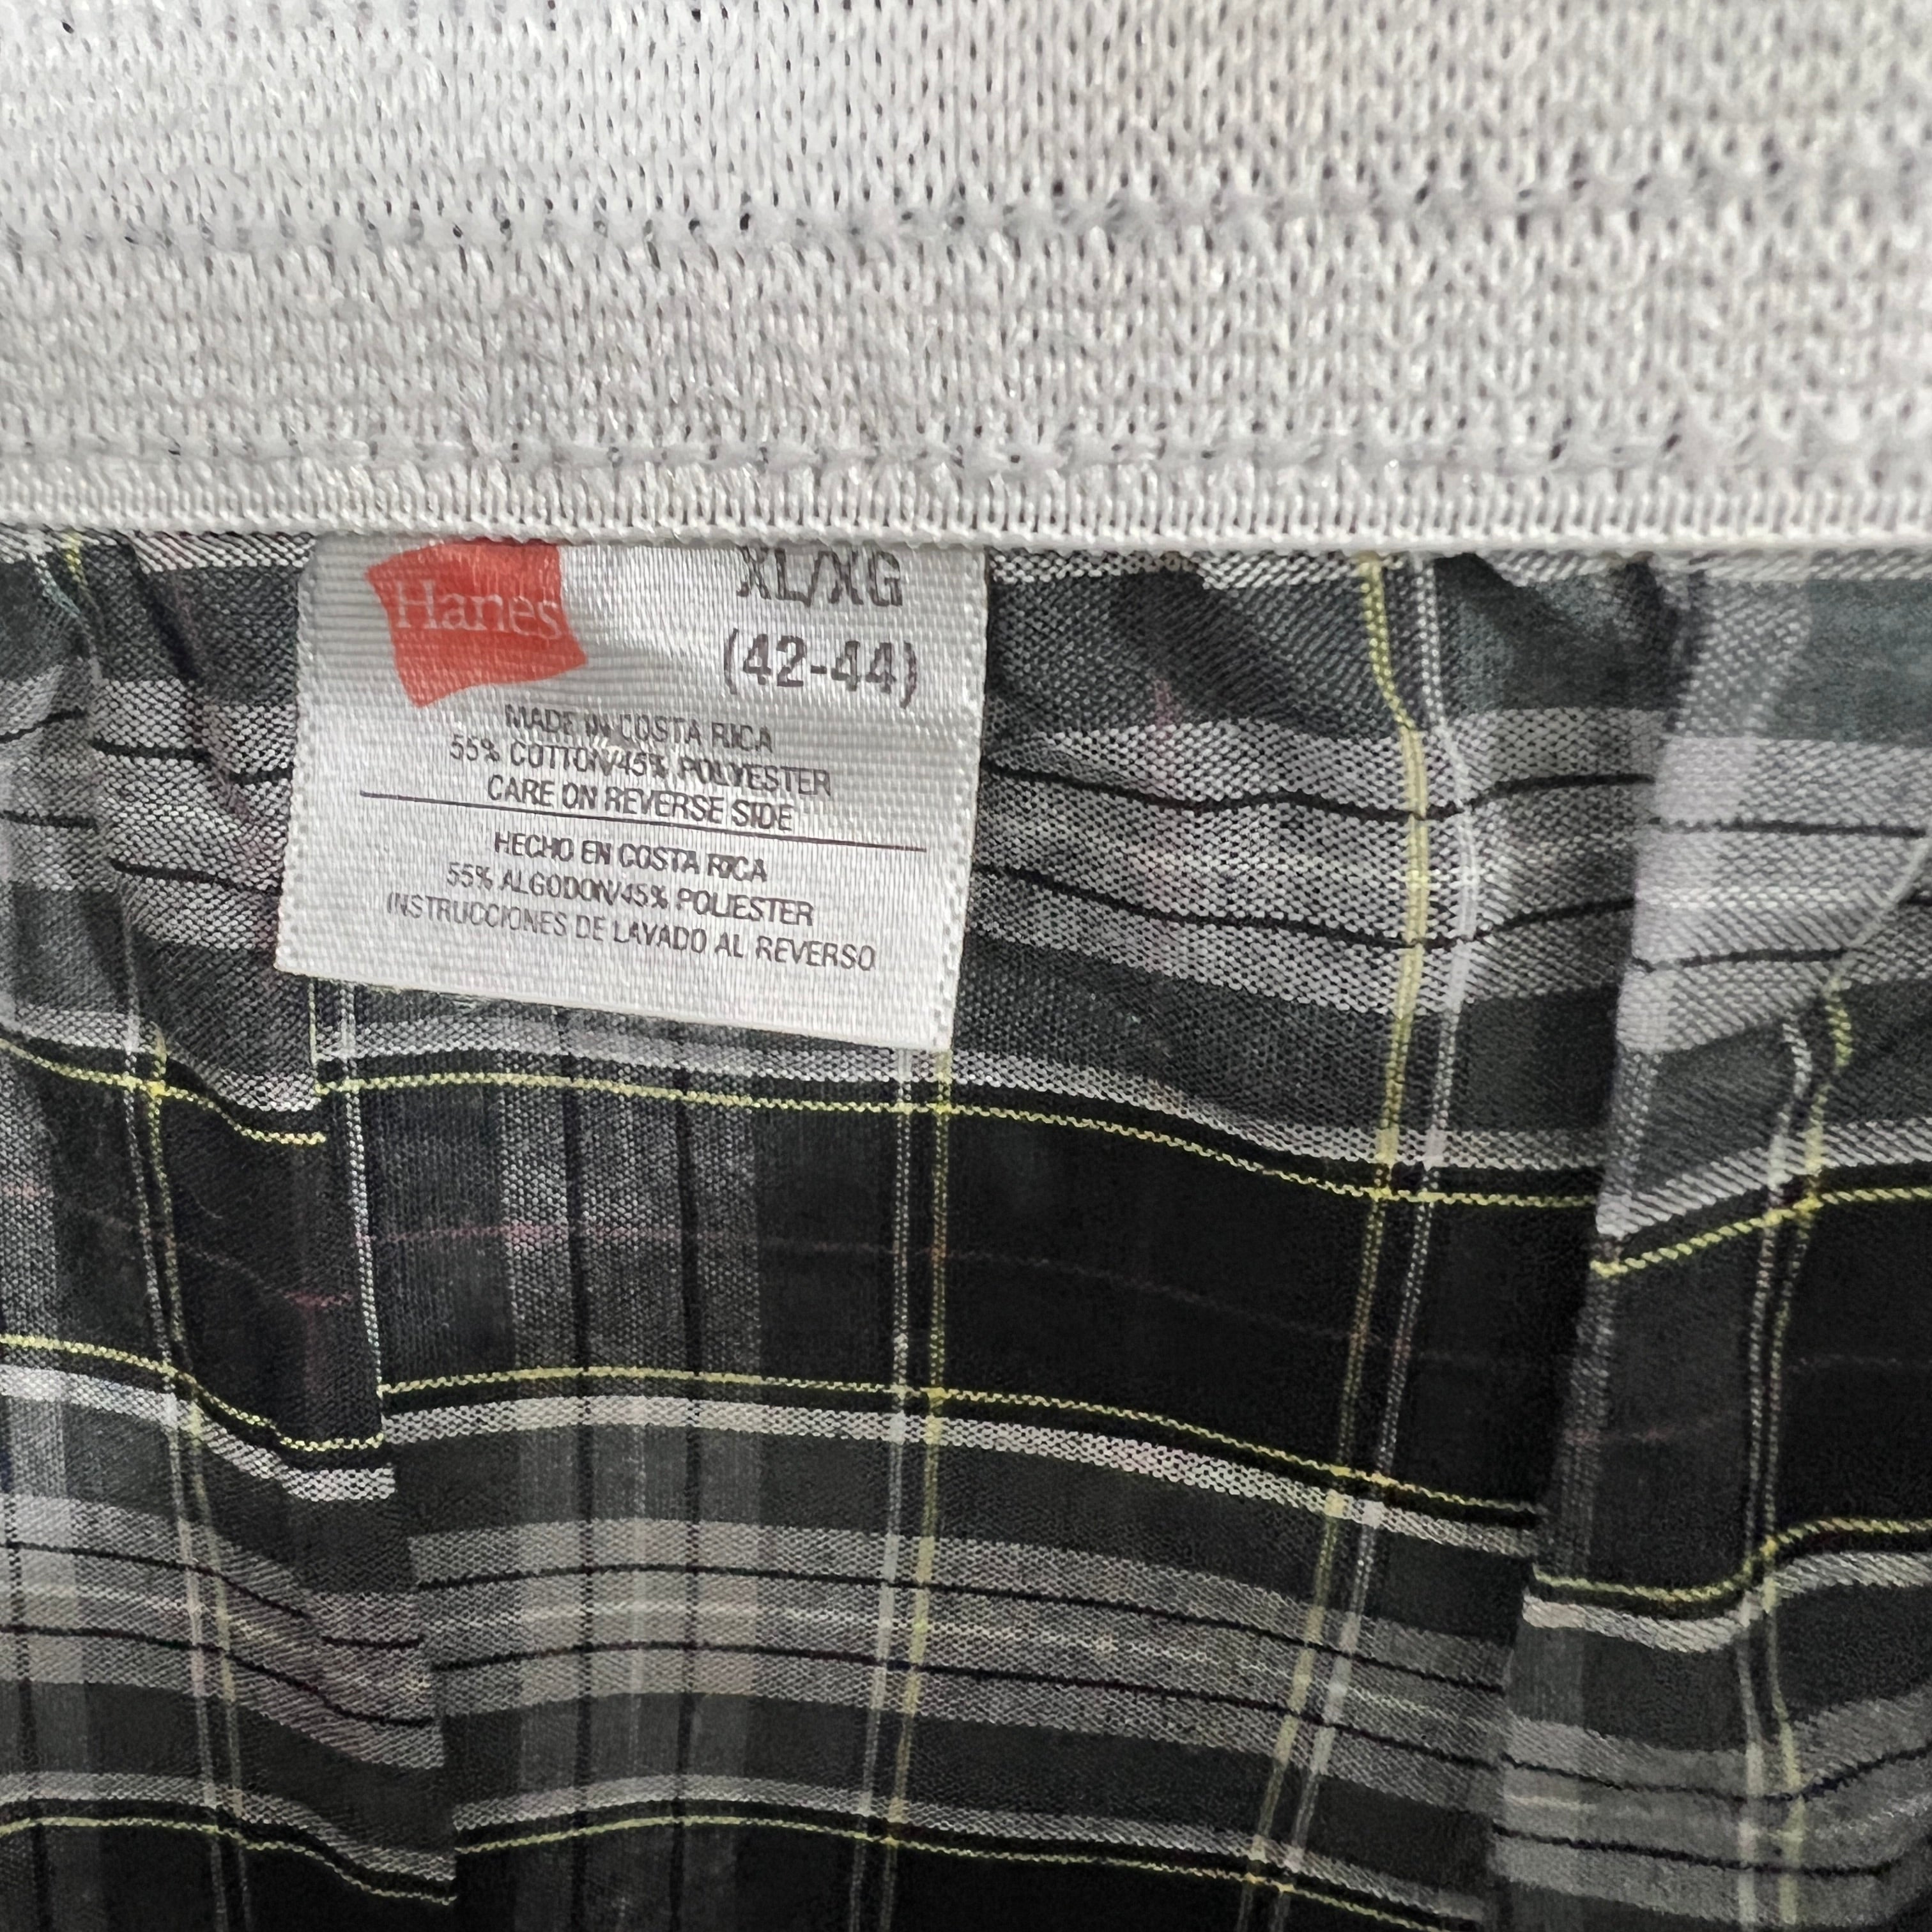 Hanes
XL/XG
(42-44)
MADE IN COSTA RICA
55% COTTON/45% POLYESTER
CARE ON REVERSE SIDE
HECHO EN COSTA RICA
55% ALGODON/45% POLIESTER
INSTRUCCIONES DE LAVADO AL REVERSO